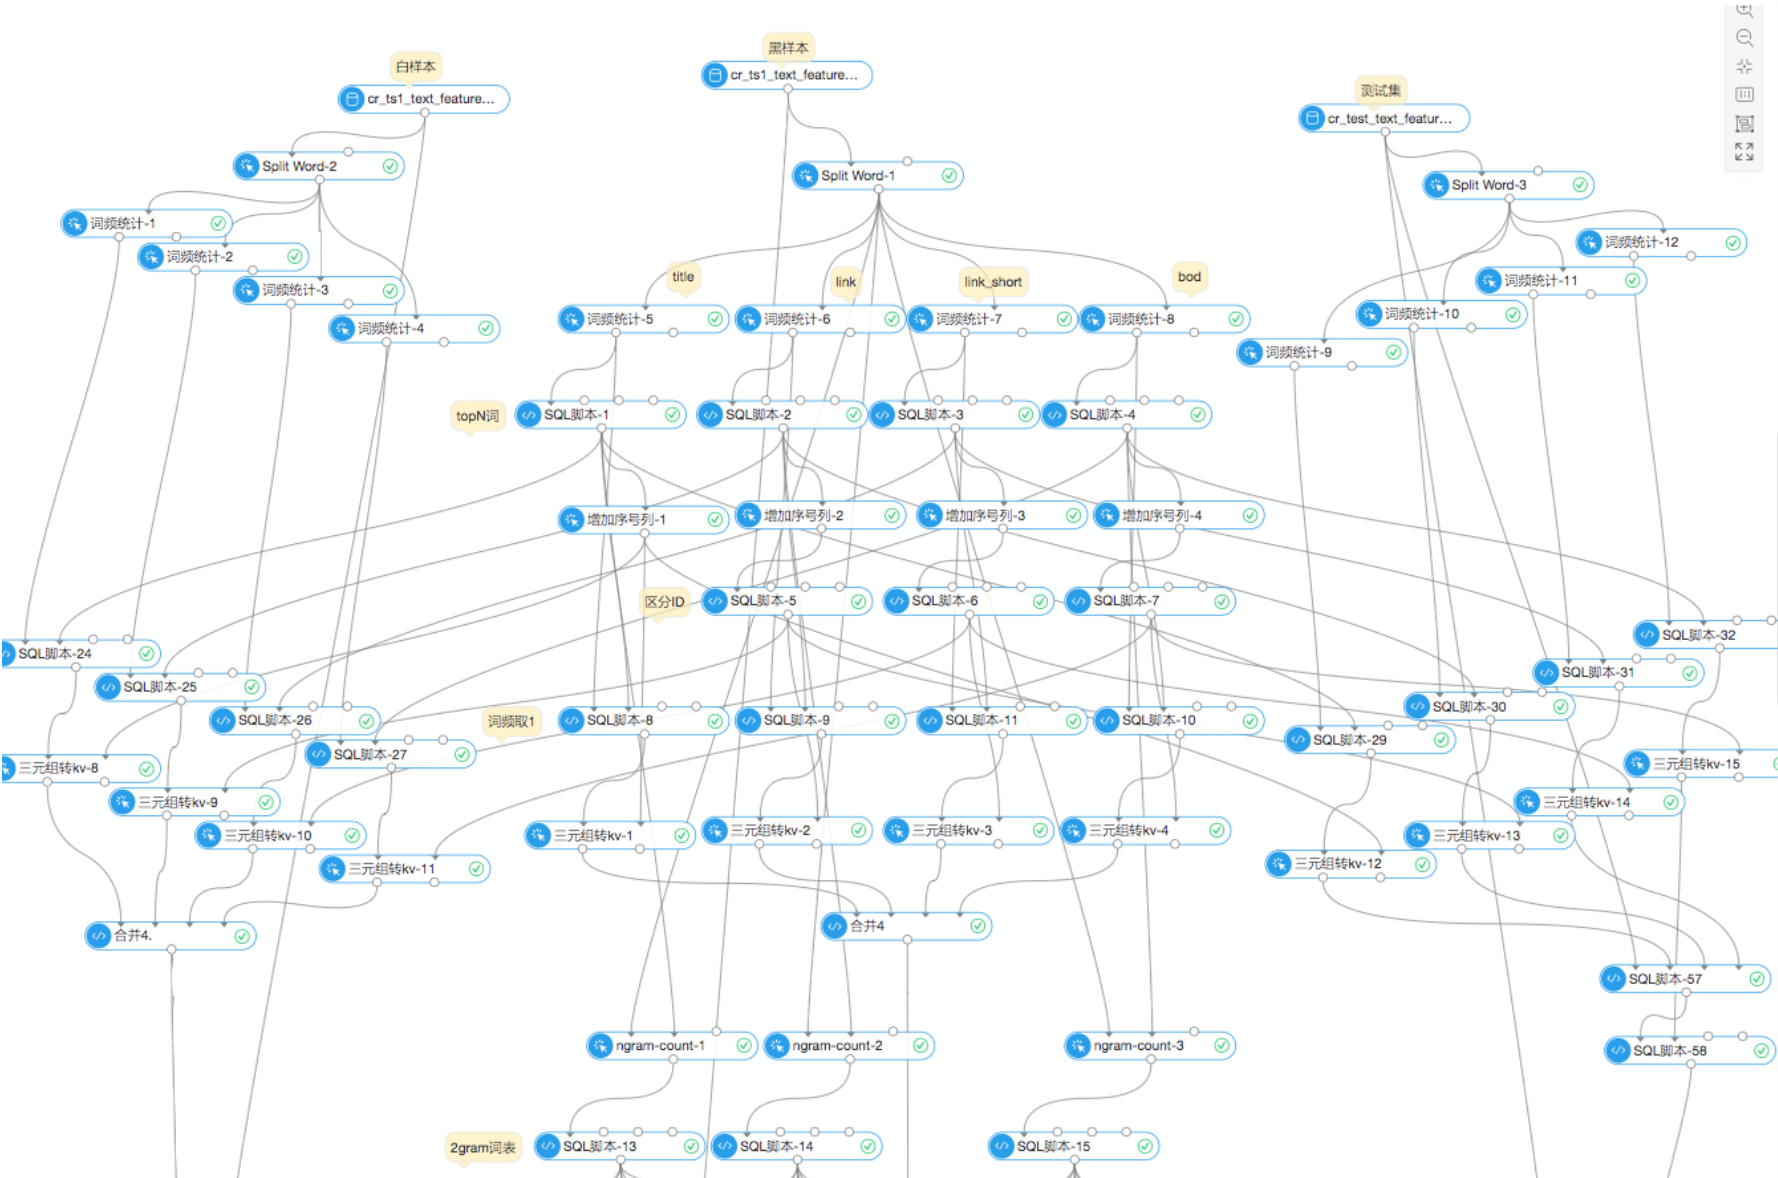 黑样本
白样本
cr_ts1_text_feature...
测试集
cr_ts1_text_feature...
cr_test_text_featur...
Split Word-2
Split Word-1
Split Word-3
词频统计-1
词频统计-2
词频统计-3
词频统计-4
title
link
link_short
bod
词频统计-12
词频统计-11
词频统计-10
词频统计-9
词频统计-5
词频统计-6
词频统计-7
词频统计-8
topN词
SQL脚本-1
SQL脚本-2
SQL脚本-3
SQL脚本-4
增加序号列-1
增加序号列-2
增加序号列-3
增加序号列-4
区分ID
SQL脚本-5
SQL脚本-6
SQL脚本-7
SQL脚本-24
SQL脚本-25
SQL脚本-26
SQL脚本-27
SQL脚本-32
SQL脚本-31
SQL脚本-30
SQL脚本-29
词频取1
SQL脚本-8
SQL脚本-9
SQL脚本-11
SQL脚本-10
三元组转kv-8
三元组转kv-9
三元组转kv-10
三元组转kv-11
三元组转kv-1
三元组转kv-2
三元组转kv-3
三元组转kv-4
三元组转kv-15
三元组转kv-14
三元组转kv-13
三元组转kv-12
合并4.
合并4
SQL脚本-57
SQL脚本-58
ngram-count-1
ngram-count-2
ngram-count-3
2gram词表
SQL脚本-13
SQL脚本-14
SQL脚本-15